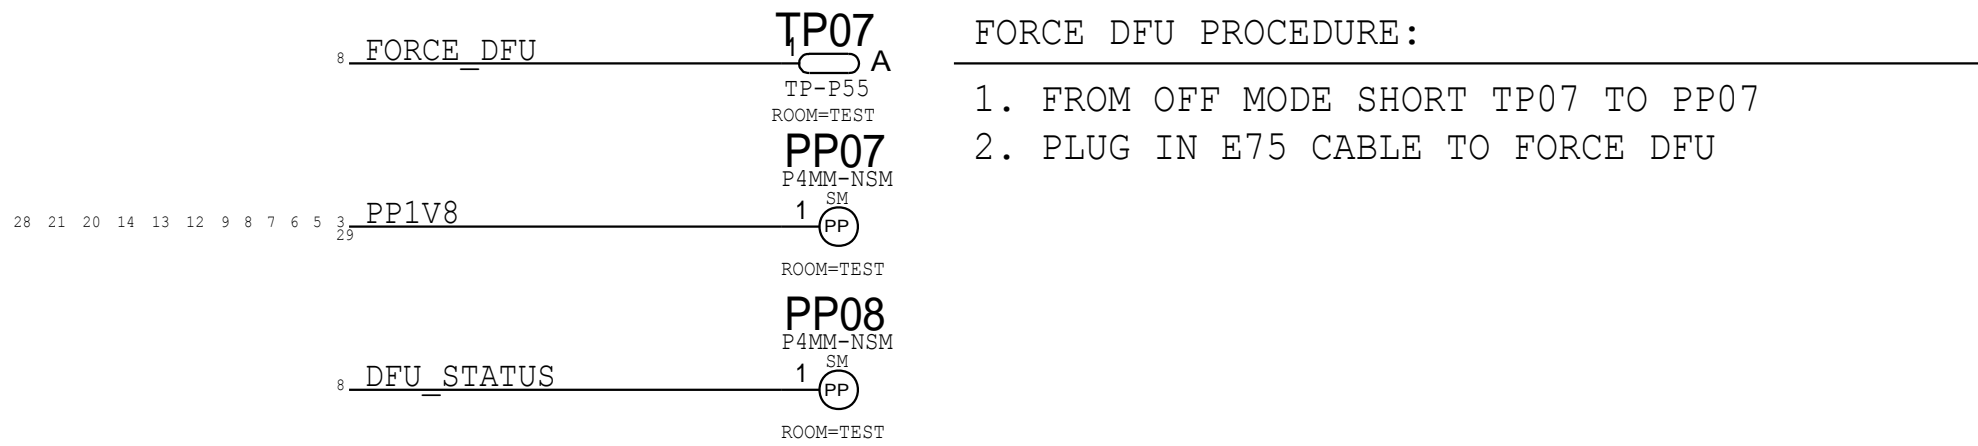 TP07
8 FORCE_DFU 1 A
TP-P55
ROOM=TEST
PP07
P4MM-NSM
SM
28 21 20 14 13 12 9 8 7 6 5 3 PP1V8 1 PP
29
ROOM=TEST
PP08
P4MM-NSM
SM
8 DFU_STATUS 1 PP
ROOM=TEST
FORCE DFU PROCEDURE:
1. FROM OFF MODE SHORT TP07 TO PP07
2. PLUG IN E75 CABLE TO FORCE DFU